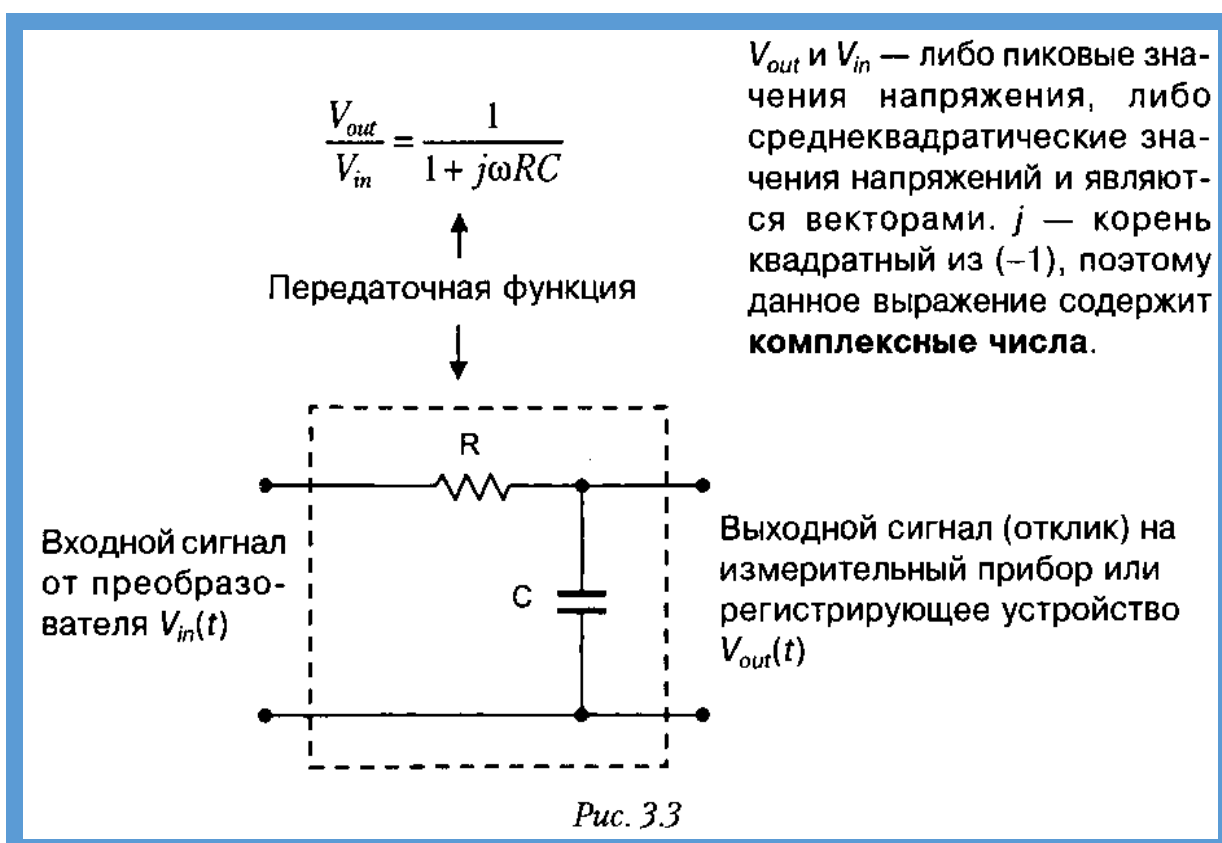 V_out и V_in — либо пиковые зна-
чения напряжения, либо
среднеквадратические зна-
чения напряжений и являют-
ся векторами. j — корень
квадратный из (−1), поэтому
данное выражение содержит
комплексные числа.
V_out / V_in = 1 / (1 + jωRC)
Передаточная функция
R
C
Входной сигнал
от преобразо-
вателя V_in(t)
Выходной сигнал (отклик) на
измерительный прибор или
регистрирующее устройство
V_out(t)
Рис. 3.3